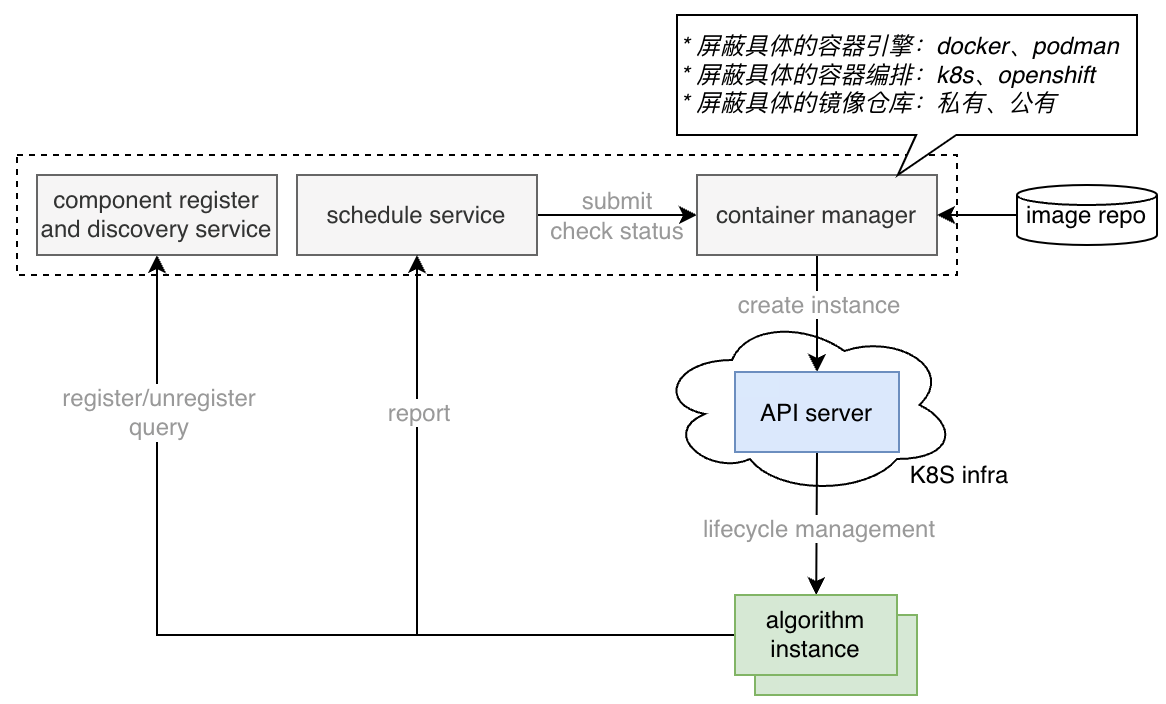 * 屏蔽具体的容器引擎：docker、podman
* 屏蔽具体的容器编排：k8s、openshift
* 屏蔽具体的镜像仓库：私有、公有
component register
and discovery service
schedule service
submit
check status
container manager
image repo
create instance
API server
K8S infra
register/unregister
query
report
lifecycle management
algorithm
instance